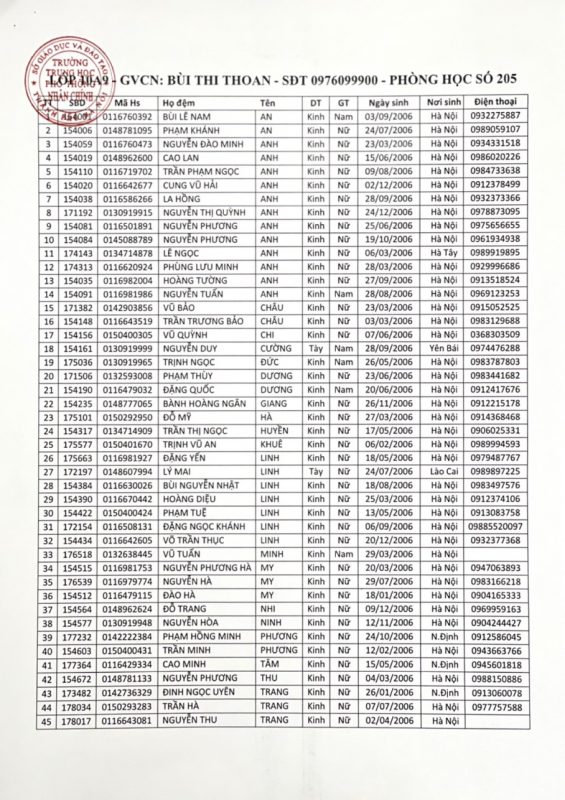 SỞ GIÁO DỤC VÀ ĐÀO TẠO
TRƯỜNG
TRUNG HỌC
PHỔ THÔNG
NHÂN CHÍNH
LỚP 10A9 - GVCN: BÙI THI THOAN - SĐT 0976099900 - PHÒNG HỌC SỐ 205
TT SBD Mã Hs Họ đệm Tên DT GT Ngày sinh Nơi sinh Điện thoại
1 0116760392 BÙI LÊ NAM AN Kinh Nam 03/09/2006 Hà Nội 0932275887
2 154006 0148781095 PHẠM KHÁNH AN Kinh Nữ 24/07/2006 Hà Nội 0989059107
3 154059 0116760473 NGUYỄN ĐÀO MINH ANH Kinh Nữ 23/03/2006 Hà Nội 0934331518
4 154019 0148962600 CAO LAN ANH Kinh Nữ 15/06/2006 Hà Nội 0986020226
5 154110 0116719702 TRẦN PHẠM NGỌC ANH Kinh Nữ 09/08/2006 Hà Nội 0984733638
6 154020 0116642677 CUNG VŨ HẢI ANH Kinh Nữ 02/12/2006 Hà Nội 0912378499
7 154038 0116586266 LA HỒNG ANH Kinh Nữ 28/09/2006 Hà Nội 0932373366
8 171192 0130919915 NGUYỄN THỊ QUỲNH ANH Kinh Nữ 24/12/2006 Hà Nội 0978873095
9 154081 0116501891 NGUYỄN PHƯƠNG ANH Kinh Nữ 25/06/2006 Hà Nội 0975656655
10 154084 0145088789 NGUYỄN PHƯƠNG ANH Kinh Nữ 19/10/2006 Hà Nội 0961934938
11 174143 0134714878 LÊ NGỌC ANH Kinh Nữ 06/03/2006 Hà Tây 0989919895
12 174313 0116620924 PHÙNG LƯU MINH ANH Kinh Nữ 28/03/2006 Hà Nội 0929996686
13 154035 0116982004 HOÀNG TƯỜNG ANH Kinh Nữ 27/09/2006 Hà Nội 0913518524
14 154091 0116981986 NGUYỄN TUẤN ANH Kinh Nam 28/08/2006 Hà Nội 0969123253
15 171382 0142903856 VŨ BẢO CHÂU Kinh Nữ 23/03/2006 Hà Nội 0915052525
16 154148 0116643519 TRẦN TRƯƠNG BẢO CHÂU Kinh Nữ 03/03/2006 Hà Nội 0983129688
17 154156 0150400305 VŨ QUỲNH CHI Kinh Nữ 07/06/2006 Hà Nội 0368303509
18 154161 0130919999 NGUYỄN DUY CƯỜNG Tày Nam 28/09/2006 Yên Bái 0974476288
19 175036 0130919965 TRỊNH NGỌC ĐỨC Kinh Nam 26/05/2006 Hà Nội 0983787803
20 171506 0132593008 PHẠM THÙY DƯƠNG Kinh Nữ 23/06/2006 Hà Nội 0983441682
21 154190 0116479032 ĐẶNG QUỐC DƯƠNG Kinh Nam 20/06/2006 Hà Nội 0912417676
22 154235 0148777065 BÀNH HOÀNG NGÂN GIANG Kinh Nữ 26/11/2006 Hà Nội 0912215178
23 175101 0150292950 ĐỖ MỸ HÀ Kinh Nữ 27/03/2006 Hà Nội 0914368468
24 154317 0134714909 TRẦN THỊ NGỌC HUYỀN Kinh Nữ 17/05/2006 Hà Nội 0906025331
25 175577 0150401670 TRỊNH VŨ AN KHUÊ Kinh Nữ 06/02/2006 Hà Nội 0989994593
26 175663 0116981927 ĐẶNG YẾN LINH Kinh Nữ 18/05/2006 Hà Nội 0979487767
27 172197 0148607994 LÝ MAI LINH Tày Nữ 24/07/2006 Lào Cai 0989897225
28 154384 0116630026 BÙI NGUYỄN NHẬT LINH Kinh Nữ 18/08/2006 Hà Nội 0983497576
29 154390 0116670442 HOÀNG DIỆU LINH Kinh Nữ 25/03/2006 Hà Nội 0912374106
30 154422 0150400424 PHẠM TUỆ LINH Kinh Nữ 13/05/2006 Hà Nội 0913083758
31 172154 0116508131 ĐẶNG NGỌC KHÁNH LINH Kinh Nữ 06/09/2006 Hà Nội 09885520097
32 154434 0116642605 VÕ TRẦN THỤC LINH Kinh Nữ 20/12/2006 Hà Nội 0932377368
33 176518 0132638445 VŨ TUẤN MINH Kinh Nam 29/03/2006 Hà Nội
34 154515 0116981753 NGUYỄN PHƯƠNG HÀ MY Kinh Nữ 20/03/2006 Hà Nội 0947063893
35 176539 0116979774 NGUYỄN HÀ MY Kinh Nữ 29/07/2006 Hà Nội 0983166218
36 154512 0116479115 ĐÀO HÀ MY Kinh Nữ 18/01/2006 Hà Nội 0904165333
37 154564 0148962624 ĐỖ TRANG NHI Kinh Nữ 09/12/2006 Hà Nội 0969959163
38 154577 0130919948 NGUYỄN HÒA NINH Kinh Nữ 12/11/2006 Hà Nội 0904244427
39 177232 0142222384 PHẠM HỒNG MINH PHƯƠNG Kinh Nữ 24/10/2006 N.Định 0912586045
40 154603 0150400431 TRẦN MINH PHƯƠNG Kinh Nữ 12/02/2006 Hà Nội 0943663766
41 177364 0116429334 CAO MINH TÂM Kinh Nữ 15/05/2006 N.Định 0945601818
42 154672 0148781133 NGUYỄN PHƯƠNG THU Kinh Nữ 04/03/2006 Hà Nội 0988150886
43 173482 0142736329 ĐINH NGỌC UYÊN TRANG Kinh Nữ 26/01/2006 N.Định 0913060078
44 178034 0150293283 TRẦN HÀ TRANG Kinh Nữ 07/07/2006 Hà Nội 0977757588
45 178017 0116643081 NGUYỄN THU TRANG Kinh Nữ 02/04/2006 Hà Nội